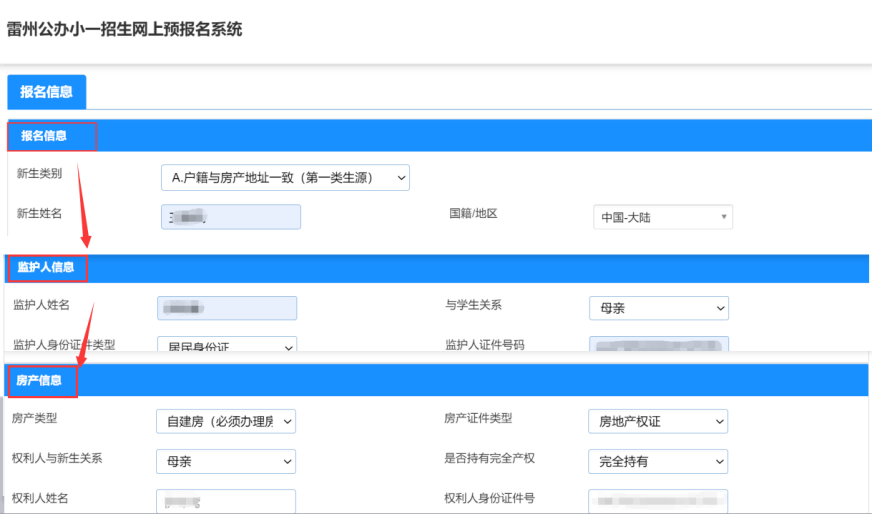 雷州公办小一招生网上预报名系统
报名信息
报名信息
新生类别 A.户籍与房产地址一致（第一类生源）
新生姓名 国籍/地区 中国-大陆
监护人信息
监护人姓名 与学生关系 母亲
监护人身份证件类型 居民身份证 监护人证件号码
房产信息
房产类型 自建房（必须办理房 房产证件类型 房地产权证
权利人与新生关系 母亲 是否持有完全产权 完全持有
权利人姓名 权利人身份证件号